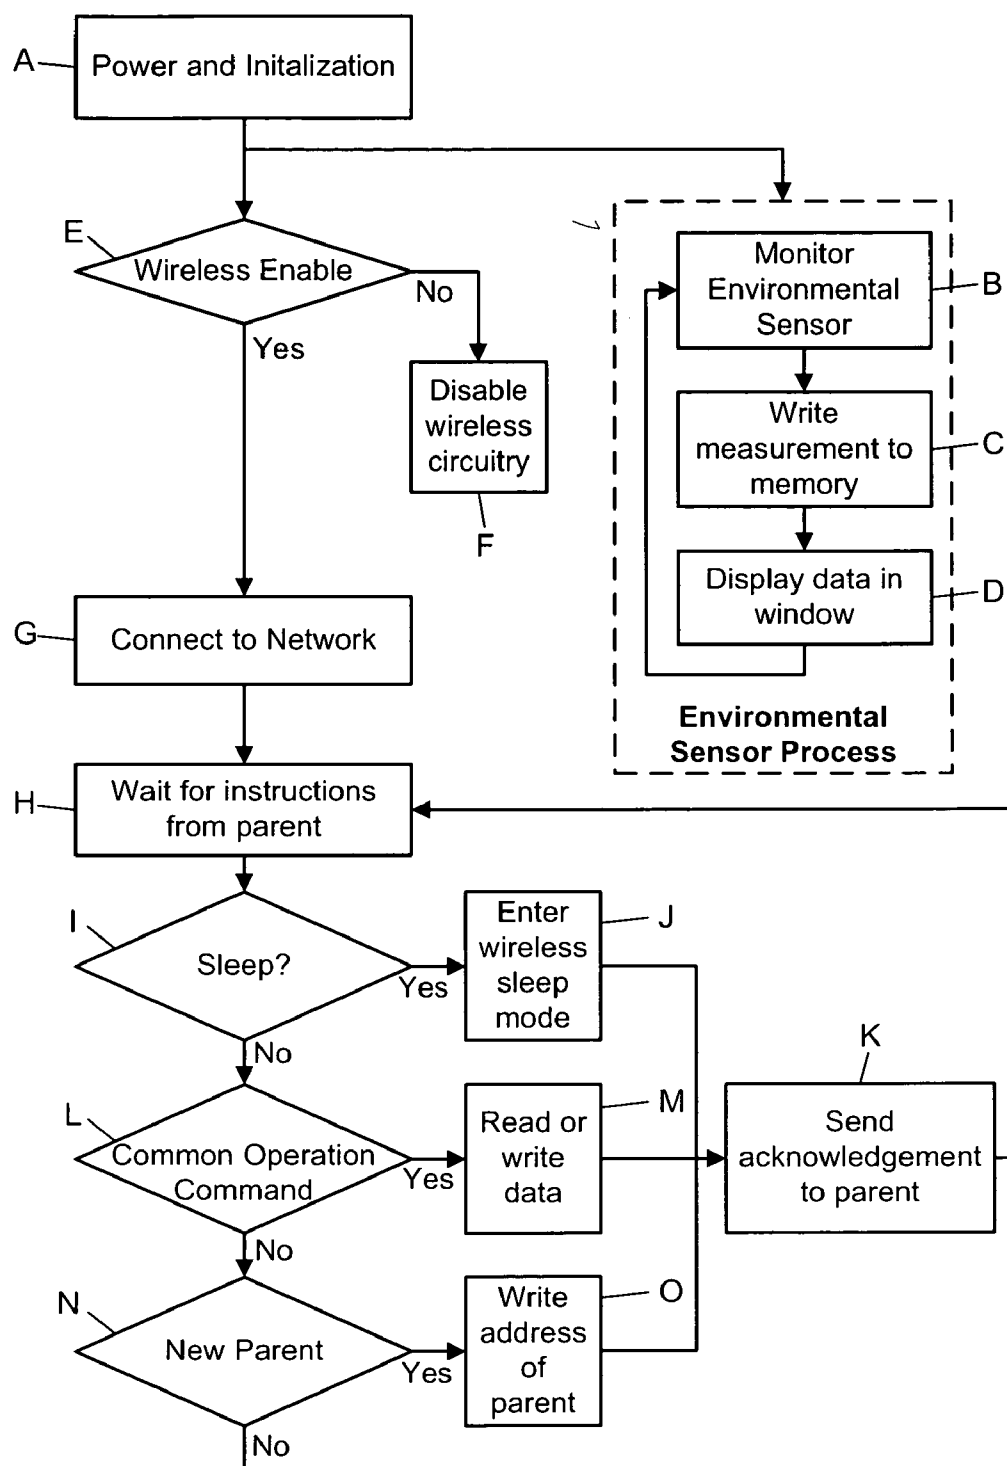 A
Power and Initalization
E
Wireless Enable
No
Yes
Disable
wireless
circuitry
F
Monitor
Environmental
Sensor
B
Write
measurement to
memory
C
Display data in
window
D
Environmental
Sensor Process
G
Connect to Network
H
Wait for instructions
from parent
I
Sleep?
Yes
No
Enter
wireless
sleep
mode
J
K
Send
acknowledgement
to parent
L
Common Operation
Command
Yes
No
Read or
write
data
M
N
New Parent
Yes
No
Write
address
of
parent
O